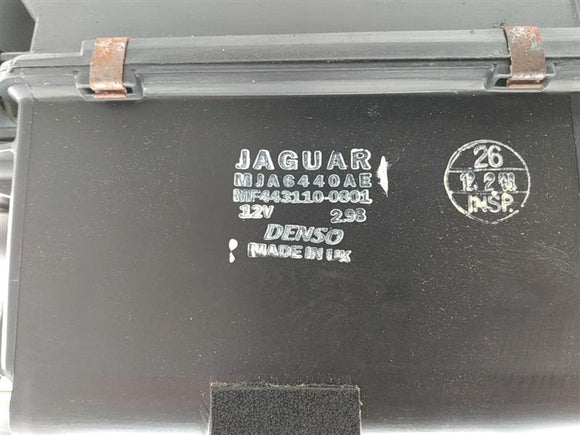 JAGUAR
MJA6440AE
MF443110-0601
12V 2.98
DENSO
MADE IN UK
26
INSP.